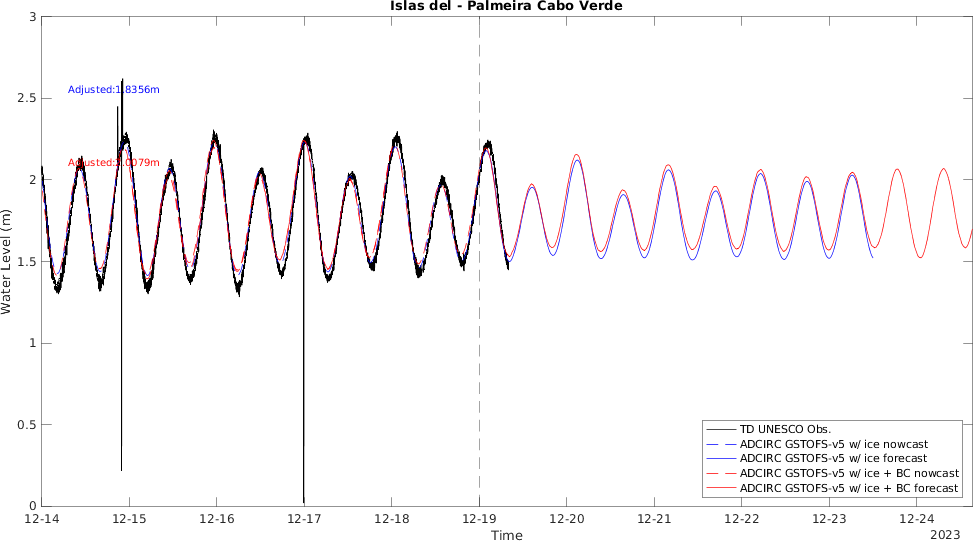 Islas del - Palmeira Cabo Verde
3
2.5
2
1.5
1
0.5
0
Water Level (m)
Adjusted:1.8356m
Adjusted:2.0079m
TD UNESCO Obs.
ADCIRC GSTOFS-v5 w/ ice nowcast
ADCIRC GSTOFS-v5 w/ ice forecast
ADCIRC GSTOFS-v5 w/ ice + BC nowcast
ADCIRC GSTOFS-v5 w/ ice + BC forecast
12-14 12-15 12-16 12-17 12-18 12-19 12-20 12-21 12-22 12-23 12-24
Time
2023